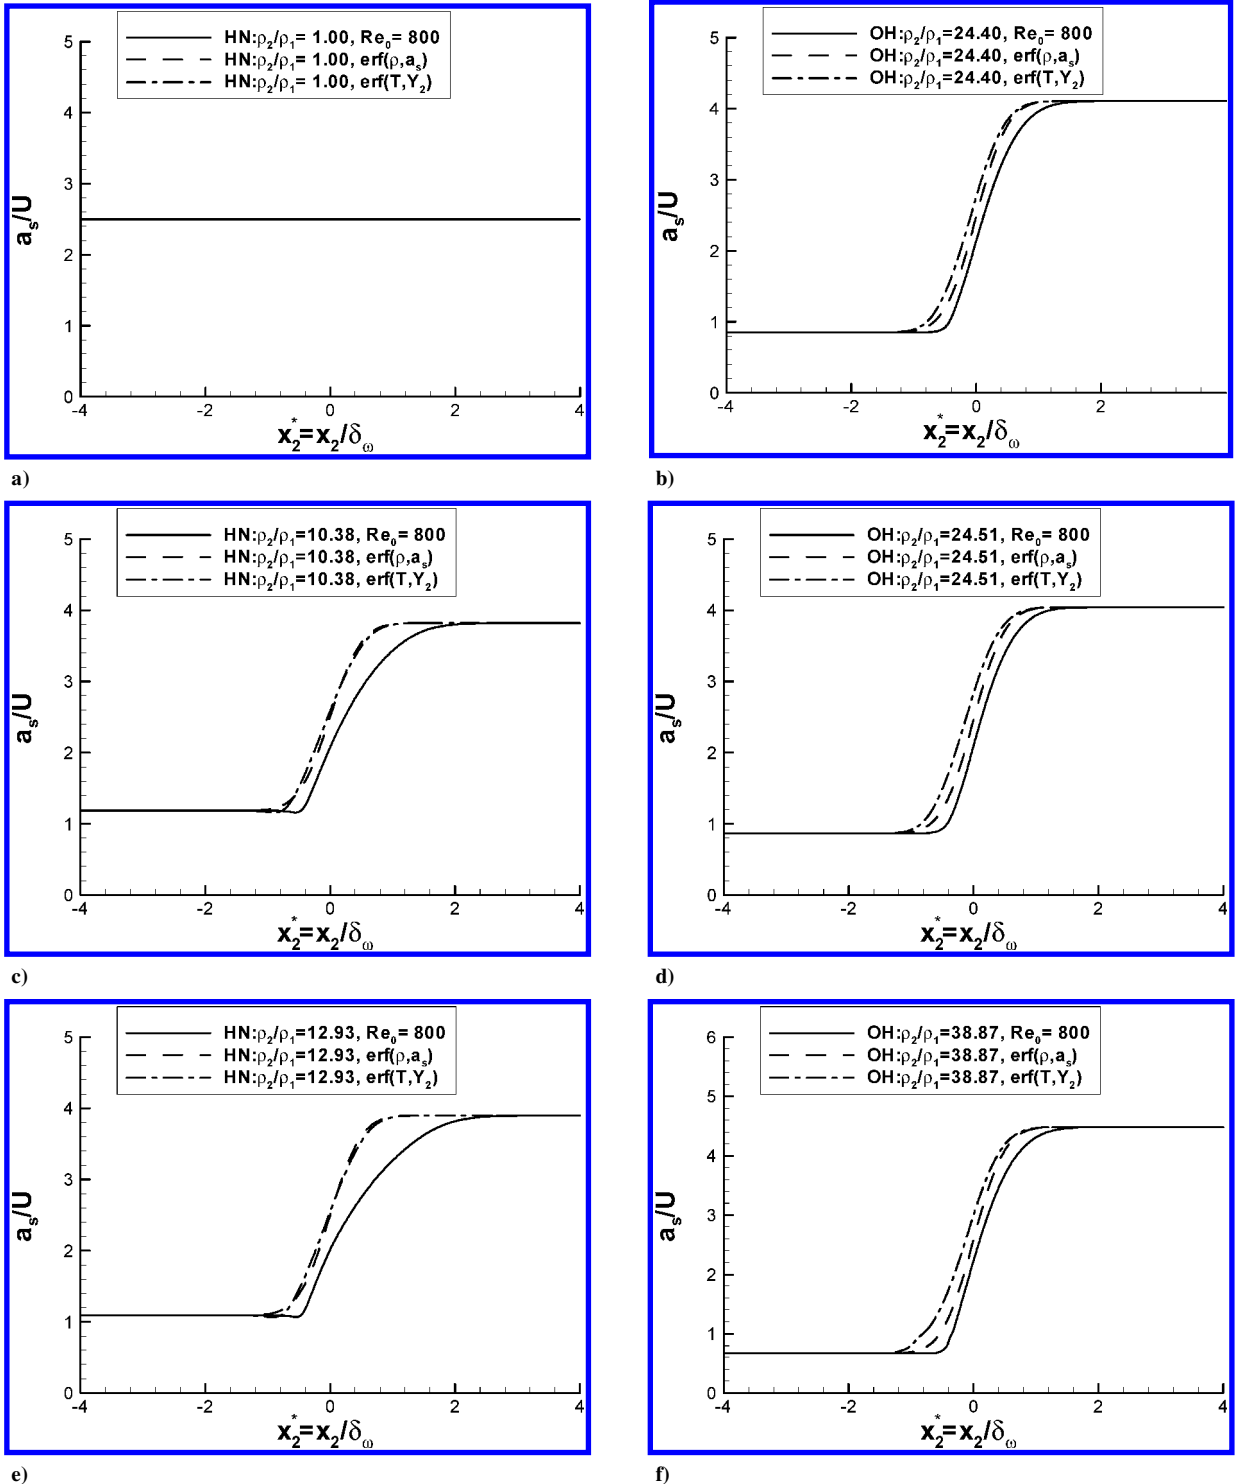 HN:ρ₂/ρ₁= 1.00, Re₀= 800
HN:ρ₂/ρ₁= 1.00, erf(ρ,aₛ)
HN:ρ₂/ρ₁= 1.00, erf(T,Y₂)
5
4
3
2
1
0
aₛ/U
-4 -2 0 2 4
x₂*=x₂/δω
a)
OH:ρ₂/ρ₁=24.40, Re₀= 800
OH:ρ₂/ρ₁=24.40, erf(ρ,aₛ)
OH:ρ₂/ρ₁=24.40, erf(T,Y₂)
5
4
3
2
1
0
aₛ/U
-2 0 2
x₂*=x₂/δω
b)
HN:ρ₂/ρ₁=10.38, Re₀= 800
HN:ρ₂/ρ₁=10.38, erf(ρ,aₛ)
HN:ρ₂/ρ₁=10.38, erf(T,Y₂)
5
4
3
2
1
0
aₛ/U
-4 -2 0 2 4
x₂*=x₂/δω
c)
OH:ρ₂/ρ₁=24.51, Re₀= 800
OH:ρ₂/ρ₁=24.51, erf(ρ,aₛ)
OH:ρ₂/ρ₁=24.51, erf(T,Y₂)
5
4
3
2
1
0
aₛ/U
-4 -2 0 2 4
x₂*=x₂/δω
d)
HN:ρ₂/ρ₁=12.93, Re₀= 800
HN:ρ₂/ρ₁=12.93, erf(ρ,aₛ)
HN:ρ₂/ρ₁=12.93, erf(T,Y₂)
5
4
3
2
1
0
aₛ/U
-4 -2 0 2 4
x₂*=x₂/δω
e)
OH:ρ₂/ρ₁=38.87, Re₀= 800
OH:ρ₂/ρ₁=38.87, erf(ρ,aₛ)
OH:ρ₂/ρ₁=38.87, erf(T,Y₂)
6
5
4
3
2
1
0
aₛ/U
-4 -2 0 2 4
x₂*=x₂/δω
f)